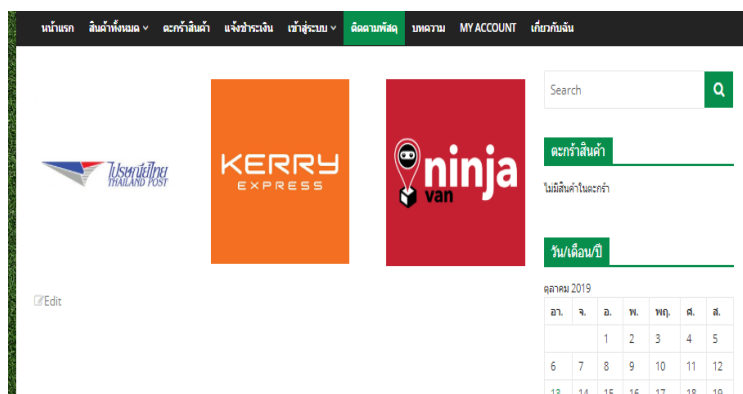 หน้าแรก สินค้าทั้งหมด ตะกร้าสินค้า แจ้งชำระเงิน เข้าสู่ระบบ ติดตามพัสดุ บทความ MY ACCOUNT เกี่ยวกับฉัน
Search
ไปรษณีย์ไทย
THAILAND POST
KERRY
EXPRESS
ninja
van
ตะกร้าสินค้า
ไม่มีสินค้าในตะกร้า
วัน/เดือน/ปี
ตุลาคม 2019
Edit
อา. จ. อ. พ. พฤ. ศ. ส.
1 2 3 4 5
6 7 8 9 10 11 12
13 14 15 16 17 18 19